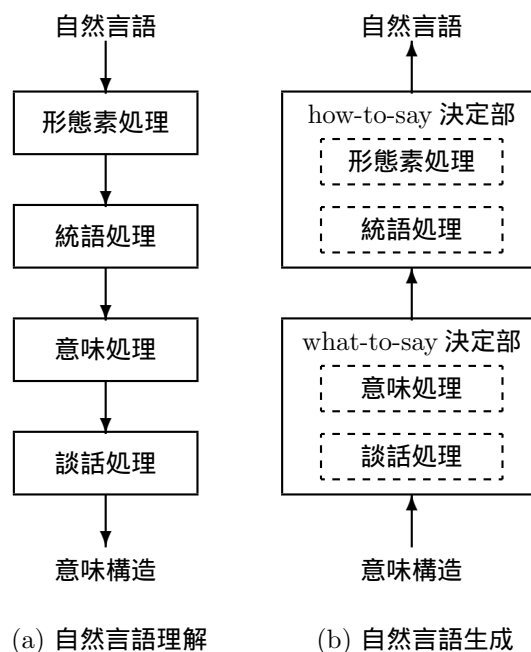 自然言語
形態素処理
統語処理
意味処理
談話処理
意味構造
(a) 自然言語理解
自然言語
how-to-say 決定部
形態素処理
統語処理
what-to-say 決定部
意味処理
談話処理
意味構造
(b) 自然言語生成